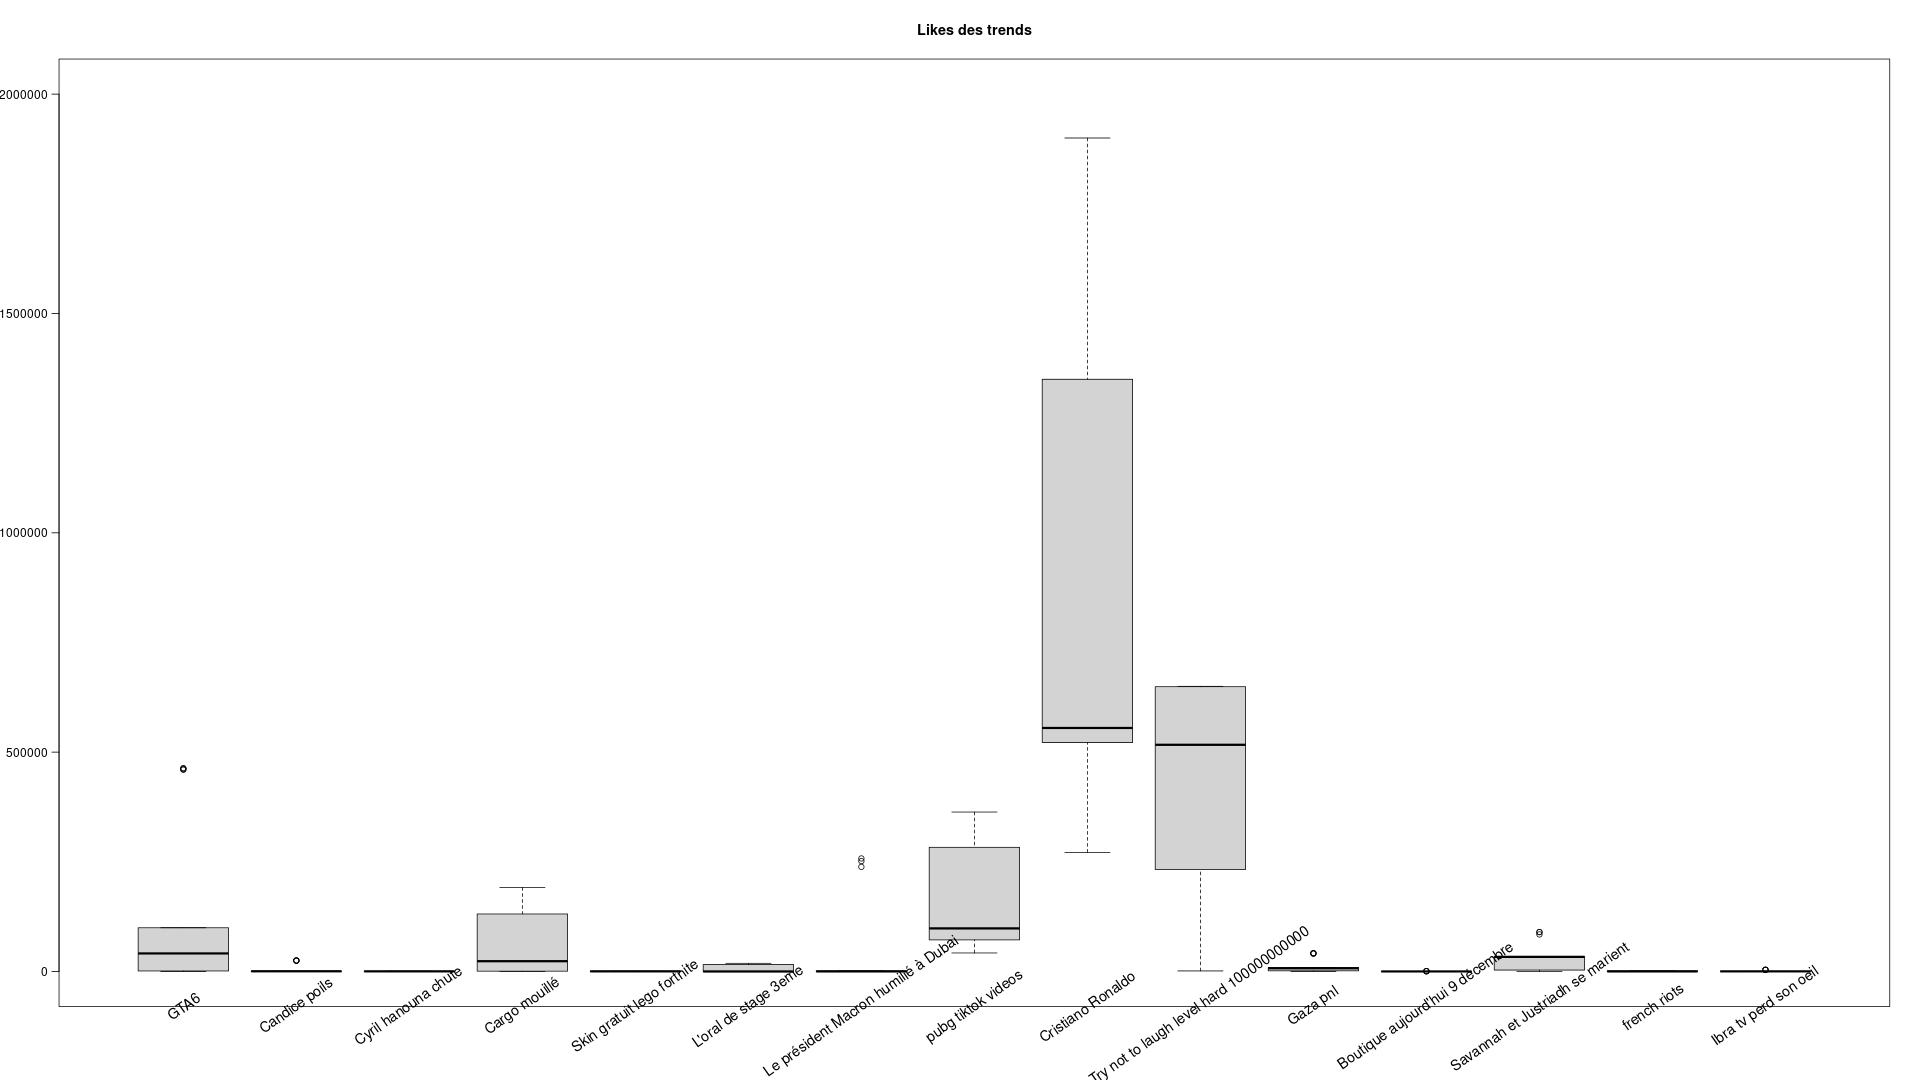 Likes des trends
2000000
1500000
1000000
500000
0
GTA6
Candice poils
Cyril hanouna chute
Cargo mouillé
Skin gratuit lego fortnite
L'oral de stage 3eme
Le président Macron humilié à Dubai
pubg tiktok videos
Cristiano Ronaldo
Try not to laugh level hard 10000000000
Gaza pnl
Boutique aujourd'hui 9 décembre
Savannah et Justriadh se marient
french riots
Ibra tv perd son oeil